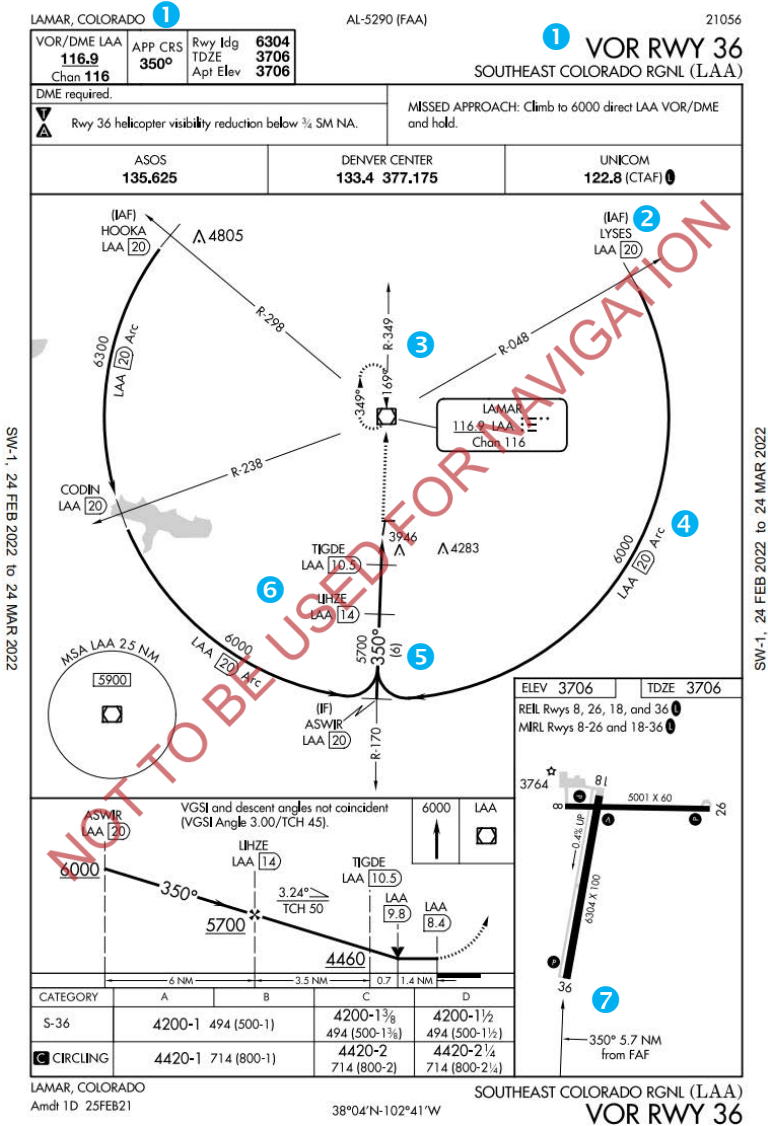 LAMAR, COLORADO 1
AL-5290 (FAA)
21056
VOR/DME LAA
116.9
Chan 116
APP CRS
350°
Rwy ldg 6304
TDZE 3706
Apt Elev 3706
1 VOR RWY 36
SOUTHEAST COLORADO RGNL (LAA)
DME required.
T
A
Rwy 36 helicopter visibility reduction below ¾ SM NA.
MISSED APPROACH: Climb to 6000 direct LAA VOR/DME
and hold.
ASOS
135.625
DENVER CENTER
133.4 377.175
UNICOM
122.8 (CTAF) L
(IAF)
HOOKA
LAA 20
4805
(IAF) 2
LYSES
LAA 20
R-298
R-349
3
R-048
6300
LAA 20 Arc
349°
169°
LAMAR
116.9 LAA
Chan 116
R-238
CODIN
LAA 20
3946
4283
TIGDE
LAA 10.5
4
6000
LAA 20 Arc
6
LIHZE
LAA 14
6000
LAA 20 Arc
5700
350°
(6)
5
MSA LAA 25 NM
5900
(IF)
ASWIR
LAA 20
R-170
NOT TO BE USED FOR NAVIGATION
SW-1, 24 FEB 2022 to 24 MAR 2022
SW-1, 24 FEB 2022 to 24 MAR 2022
ELEV 3706
TDZE 3706
REIL Rwys 8, 26, 18, and 36 L
MIRL Rwys 8-26 and 18-36 L
3764
18
P
8
5001 X 60
26
V
P
0.4% UP
6304 X 100
P
36
7
350° 5.7 NM
from FAF
VGSI and descent angles not coincident
(VGSI Angle 3.00/TCH 45).
6000
LAA
ASWIR
LAA 20
LIHZE
LAA 14
TIGDE
LAA 10.5
6000
350°
3.24°
TCH 50
LAA
9.8
LAA
8.4
5700
4460
6 NM
3.5 NM
0.7
1.4 NM
CATEGORY A B C D
S-36
4200-1 494 (500-1)
4200-1⅜
494 (500-1⅜)
4200-1½
494 (500-1½)
C CIRCLING
4420-1 714 (800-1)
4420-2
714 (800-2)
4420-2¼
714 (800-2¼)
LAMAR, COLORADO
Amdt 1D 25FEB21
38°04'N-102°41'W
SOUTHEAST COLORADO RGNL (LAA)
VOR RWY 36